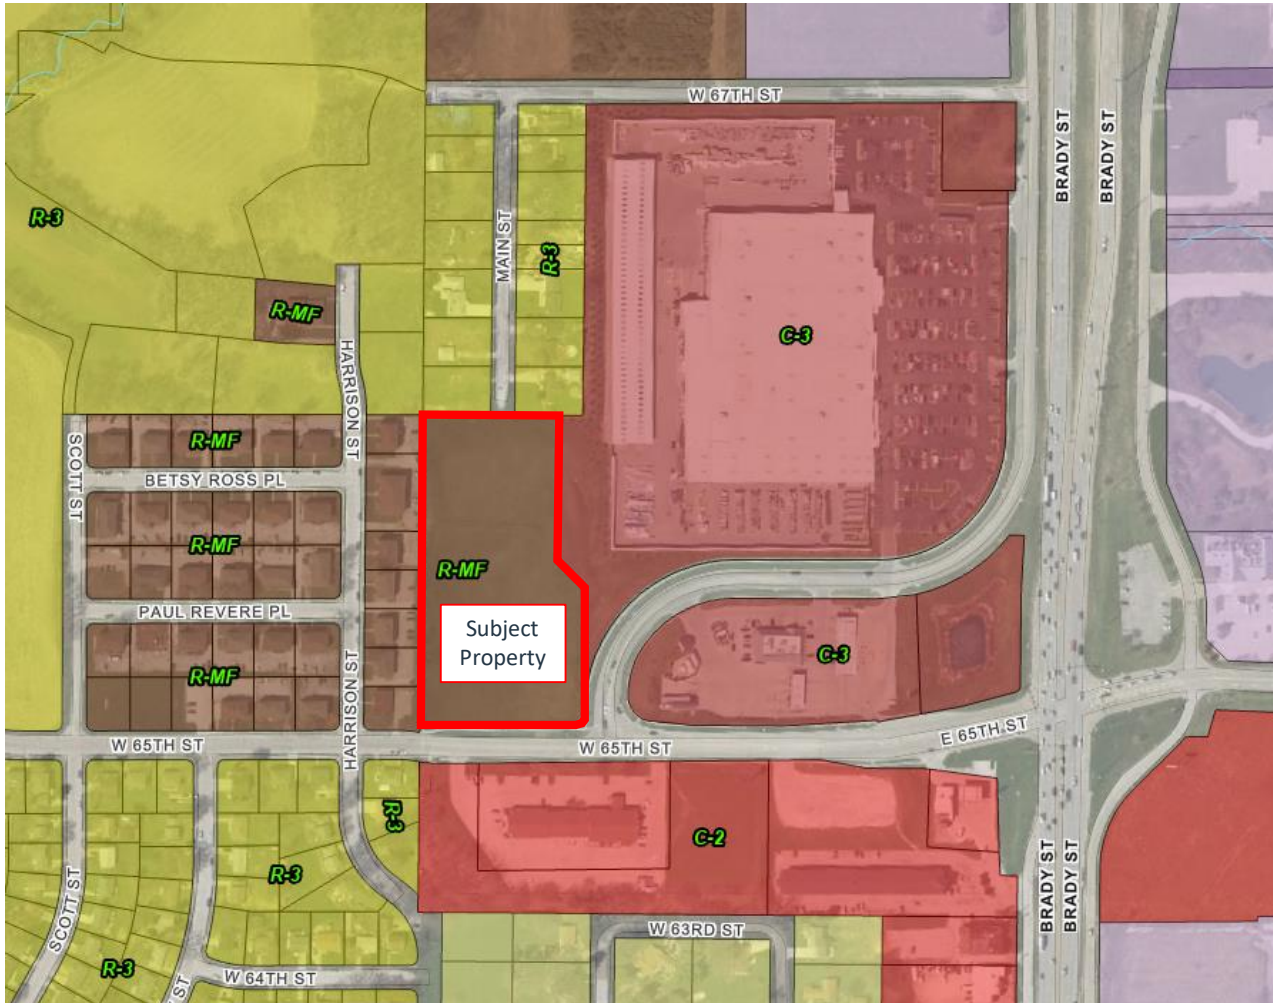 W 67TH ST
BRADY ST
BRADY ST
R-3
MAIN ST
R-3
R-MF
C-3
HARRISON ST
SCOTT ST
R-MF
BETSY ROSS PL
R-MF
R-MF
PAUL REVERE PL
Subject
Property
C-3
R-MF
HARRISON ST
W 65TH ST
W 65TH ST
E 65TH ST
R-3
C-2
R-3
BRADY ST
BRADY ST
SCOTT ST
W 63RD ST
R-3
W 64TH ST
ST